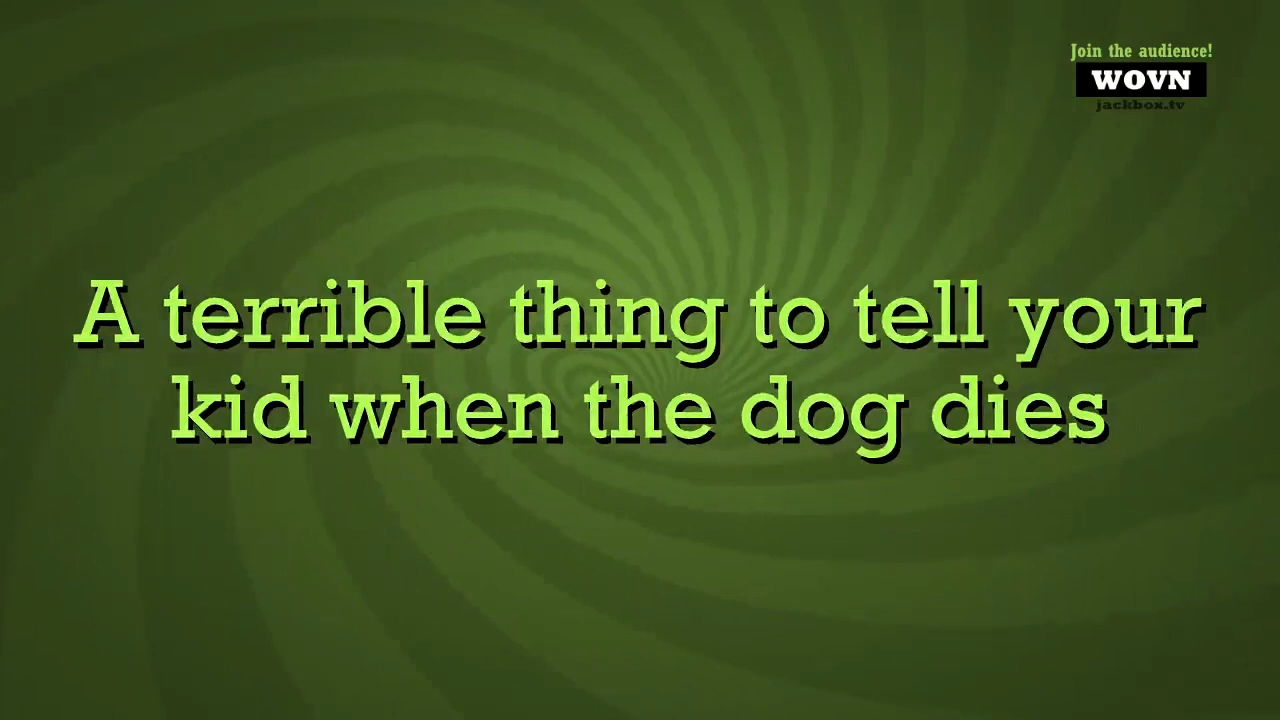 Join the audience!
WOVN
jackbox.tv
A terrible thing to tell your
kid when the dog dies